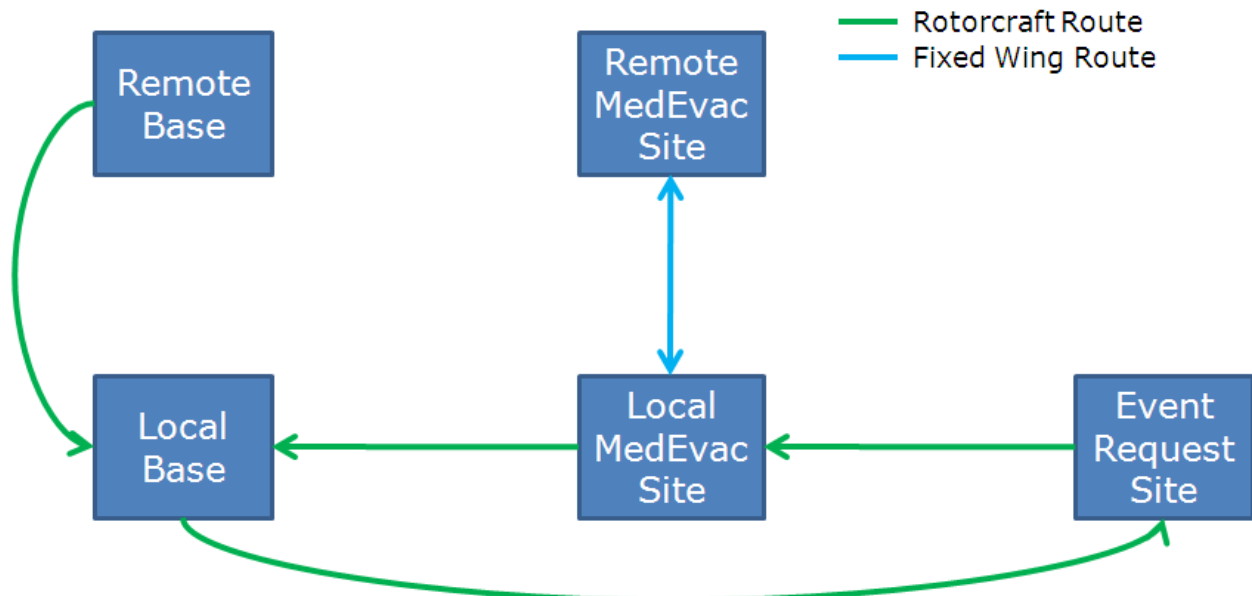 Rotorcraft Route
Fixed Wing Route
Remote
Base
Remote
MedEvac
Site
Local
Base
Local
MedEvac
Site
Event
Request
Site